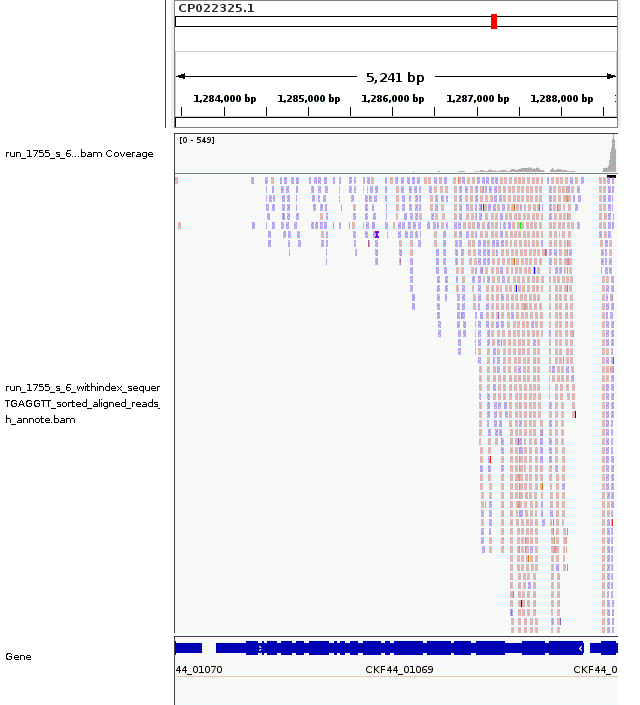 CP022325.1
5,241 bp
1,284,000 bp 1,285,000 bp 1,286,000 bp 1,287,000 bp 1,288,000 bp
[0 - 549]
run_1755_s_6...bam Coverage
run_1755_s_6_withindex_sequer
TGAGGTT_sorted_aligned_reads_
h_annote.bam
Gene
44_01070 CKF44_01069 CKF44_0